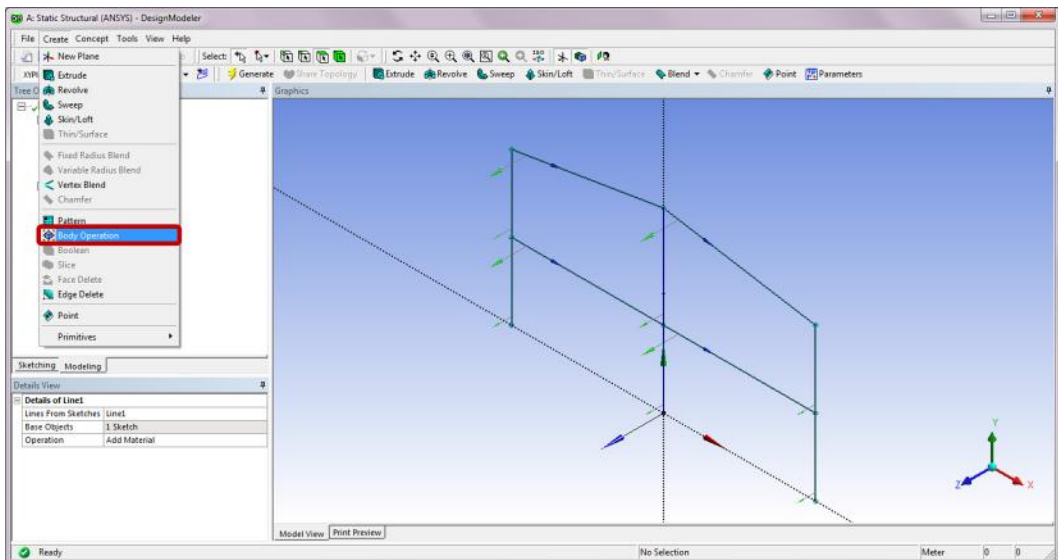 A: Static Structural (ANSYS) - DesignModeler
File Create Concept Tools View Help
Select:
Generate Share Topology Extrude Revolve Sweep Skin/Loft Thin/Surface Blend Chamfer Point Parameters
Graphics
New Plane
Extrude
Revolve
Sweep
Skin/Loft
Thin/Surface
Fixed Radius Blend
Variable Radius Blend
Vertex Blend
Chamfer
Pattern
Body Operation
Boolean
Slice
Face Delete
Edge Delete
Point
Primitives
Sketching Modeling
Details View
Details of Line1
Lines From Sketches Line1
Base Objects 1 Sketch
Operation Add Material
Y
Z X
Model View Print Preview
Ready No Selection Meter 0 0